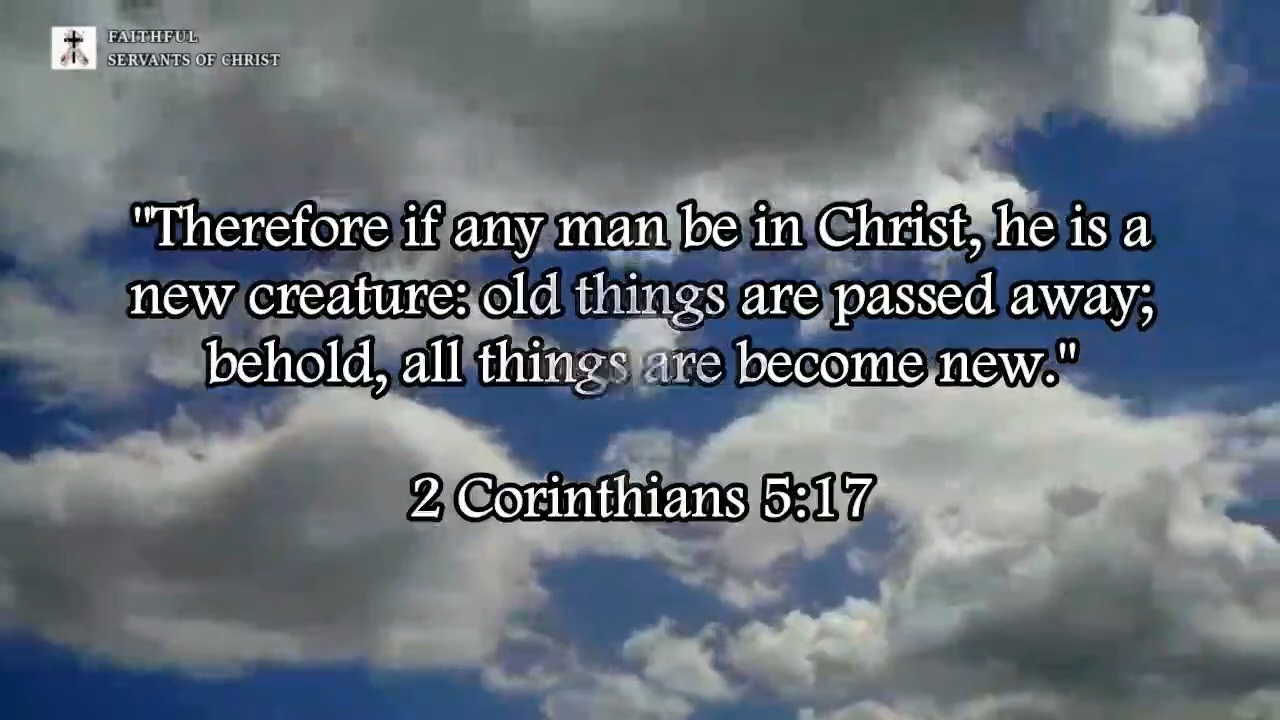 FAITHFUL
SERVANTS OF CHRIST
"Therefore if any man be in Christ, he is a
new creature: old things are passed away;
behold, all things are become new."
2 Corinthians 5:17